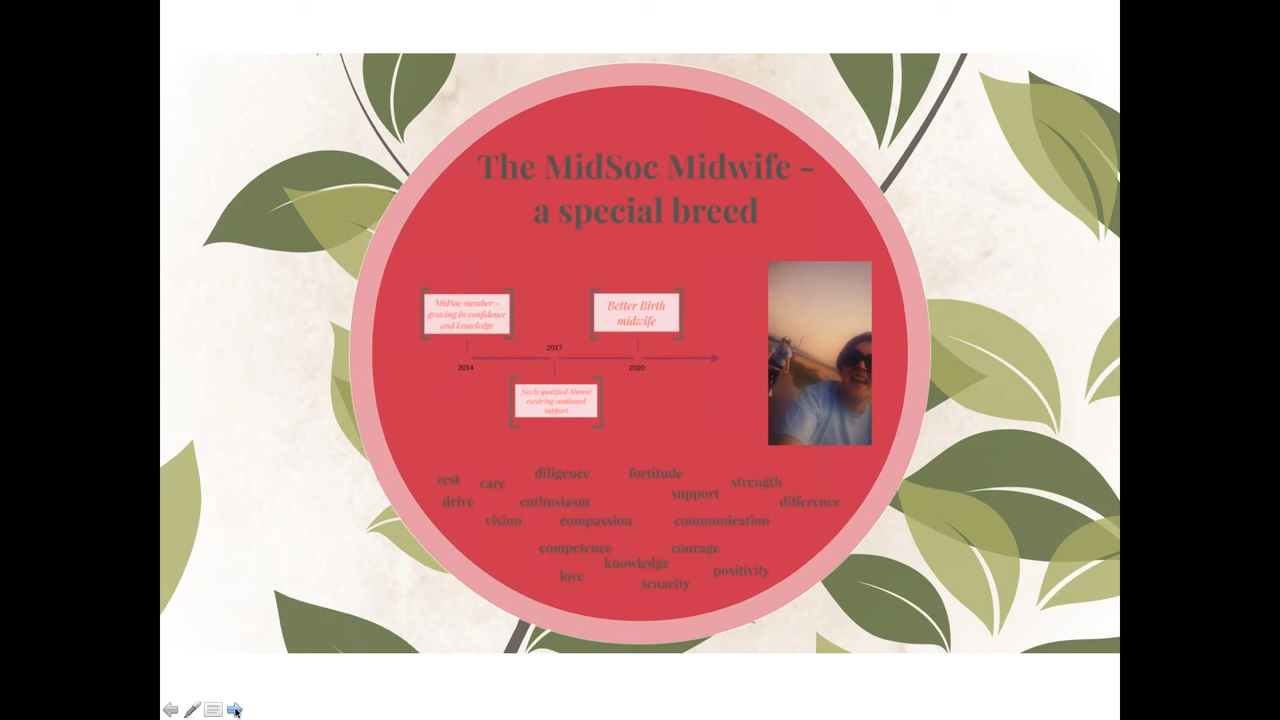 The MidSoc Midwife -
a special breed
MidSoc member -
growing in confidence
and knowledge
Better Birth
midwife
2017
2014
2020
Newly qualified Alumni
receiving continued
support
zest care diligence fortitude strength
drive enthusiasm support difference
vision compassion communication
competence courage
knowledge
love tenacity positivity